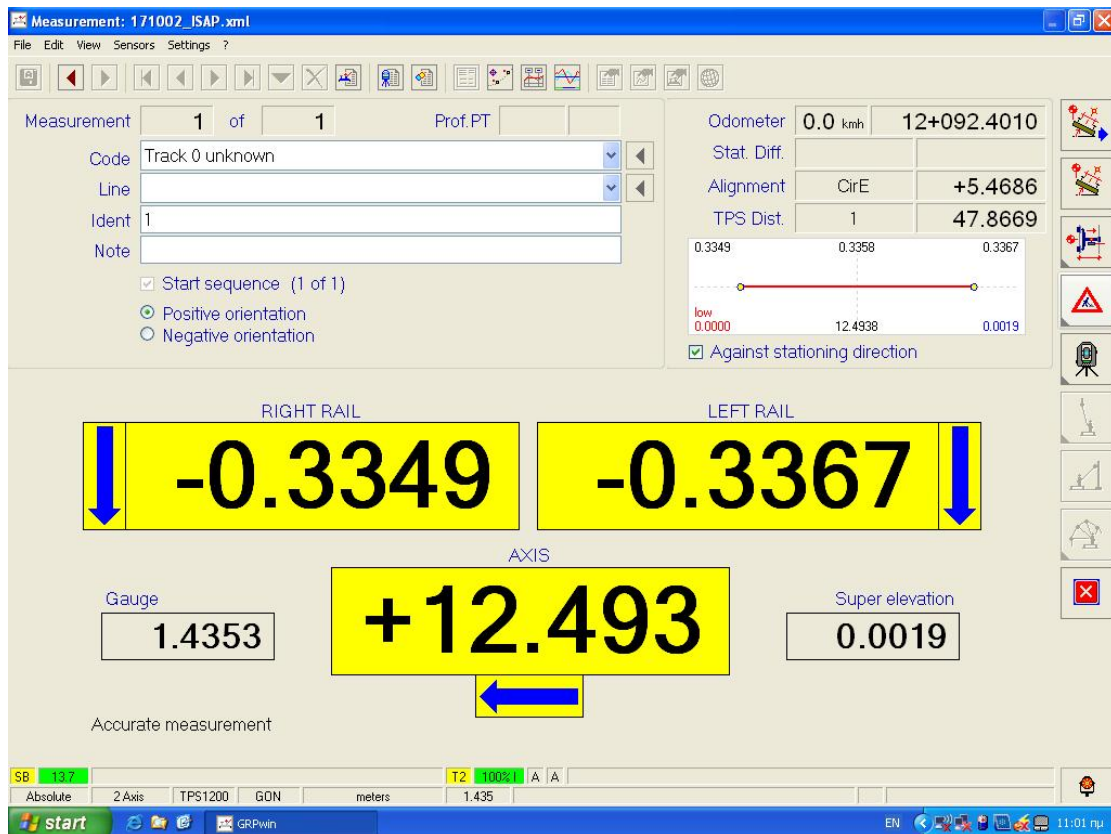 Measurement: 171002_ISAP.xml
File Edit View Sensors Settings ?
Measurement 1 of 1 Prof.PT
Code Track 0 unknown
Line
Ident 1
Note
Start sequence (1 of 1)
Positive orientation
Negative orientation
Odometer 0.0 kmh 12+092.4010
Stat. Diff.
Alignment CirE +5.4686
TPS Dist. 1 47.8669
0.3349 0.3358 0.3367
low
0.0000 12.4938 0.0019
Against stationing direction
RIGHT RAIL LEFT RAIL
-0.3349 -0.3367
AXIS
+12.493
Gauge
1.4353
Super elevation
0.0019
Accurate measurement
SB 13.7 T2 100% I A A
Absolute 2 Axis TPS1200 GON meters 1.435
start GRPwin EN 11:01 πμ